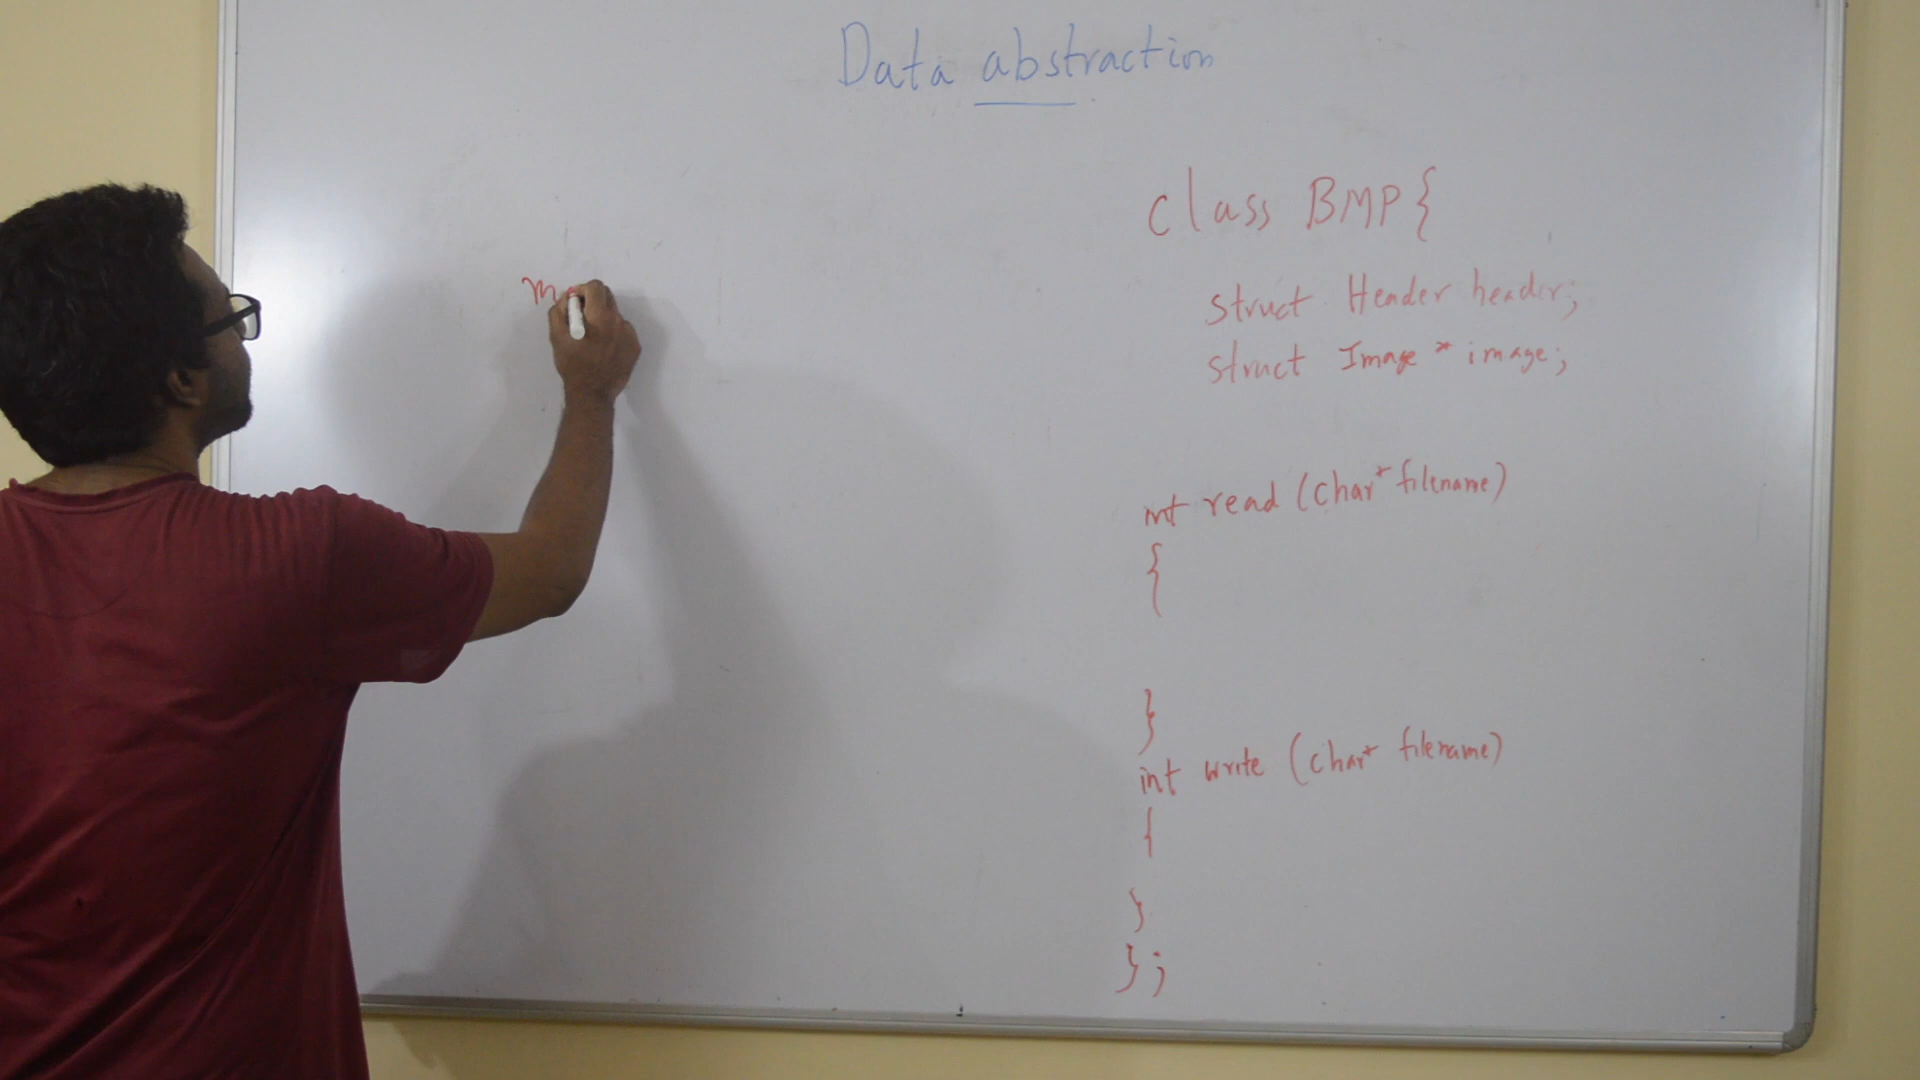 Data abstraction
class BMP{
struct Header header;
struct Image * image;
int read (char* filename)
{
}
int write (char* filename)
{
}
};